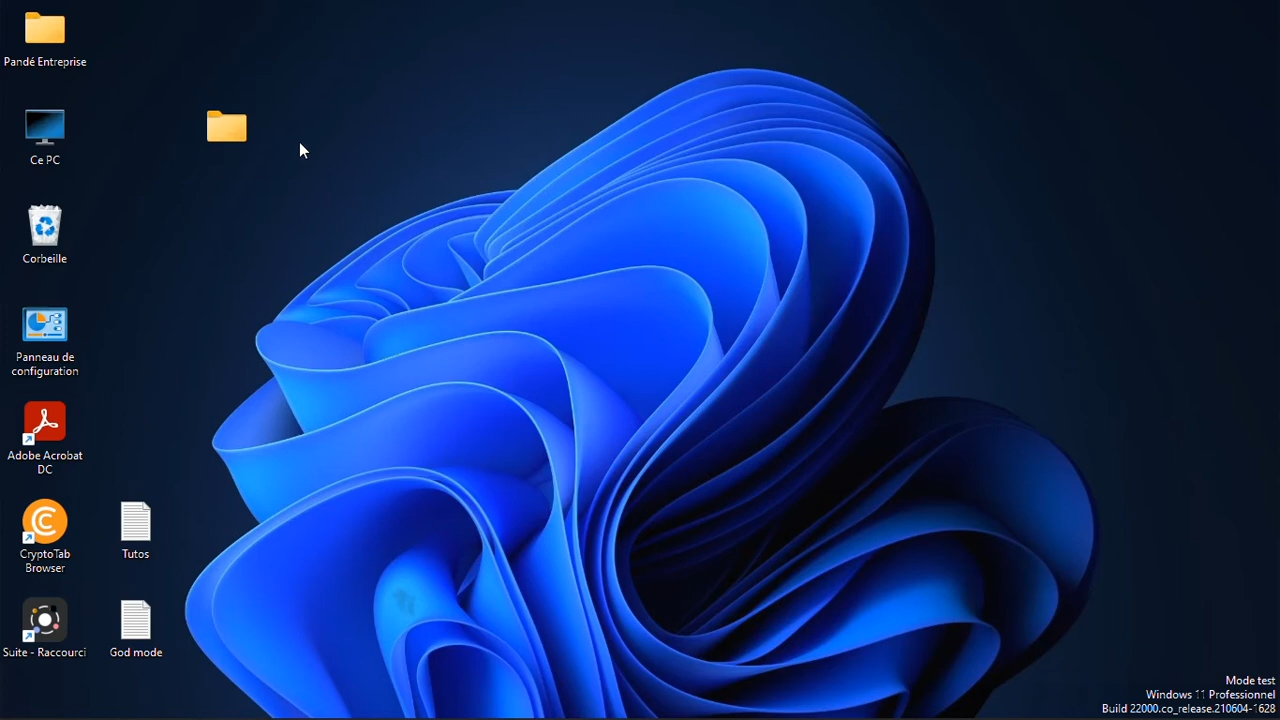 Pandé Entreprise
Ce PC
Corbeille
Panneau de
configuration
Adobe Acrobat
DC
CryptoTab
Browser
Tutos
Suite - Raccourci
God mode
Mode test
Windows 11 Professionnel
Build 22000.co_release.210604-1628